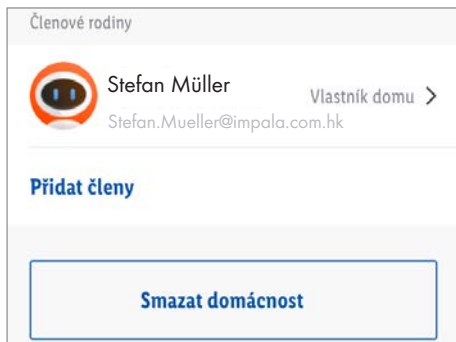 Členové rodiny
Stefan Müller
Vlastník domu
Stefan.Mueller@impala.com.hk
Přidat členy
Smazat domácnost